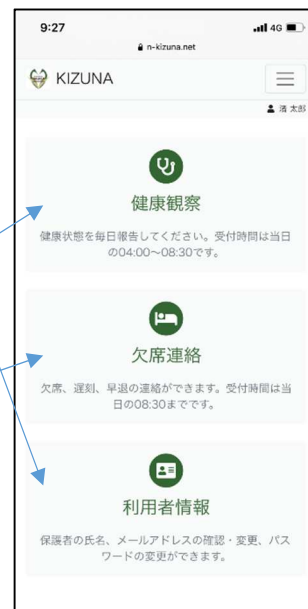 9:27
4G
n-kizuna.net
KIZUNA
濱 太郎
健康観察
健康状態を毎日報告してください。受付時間は当日
の04:00〜08:30です。
欠席連絡
欠席、遅刻、早退の連絡ができます。受付時間は当
日の08:30までです。
利用者情報
保護者の氏名、メールアドレスの確認・変更、パス
ワードの変更ができます。